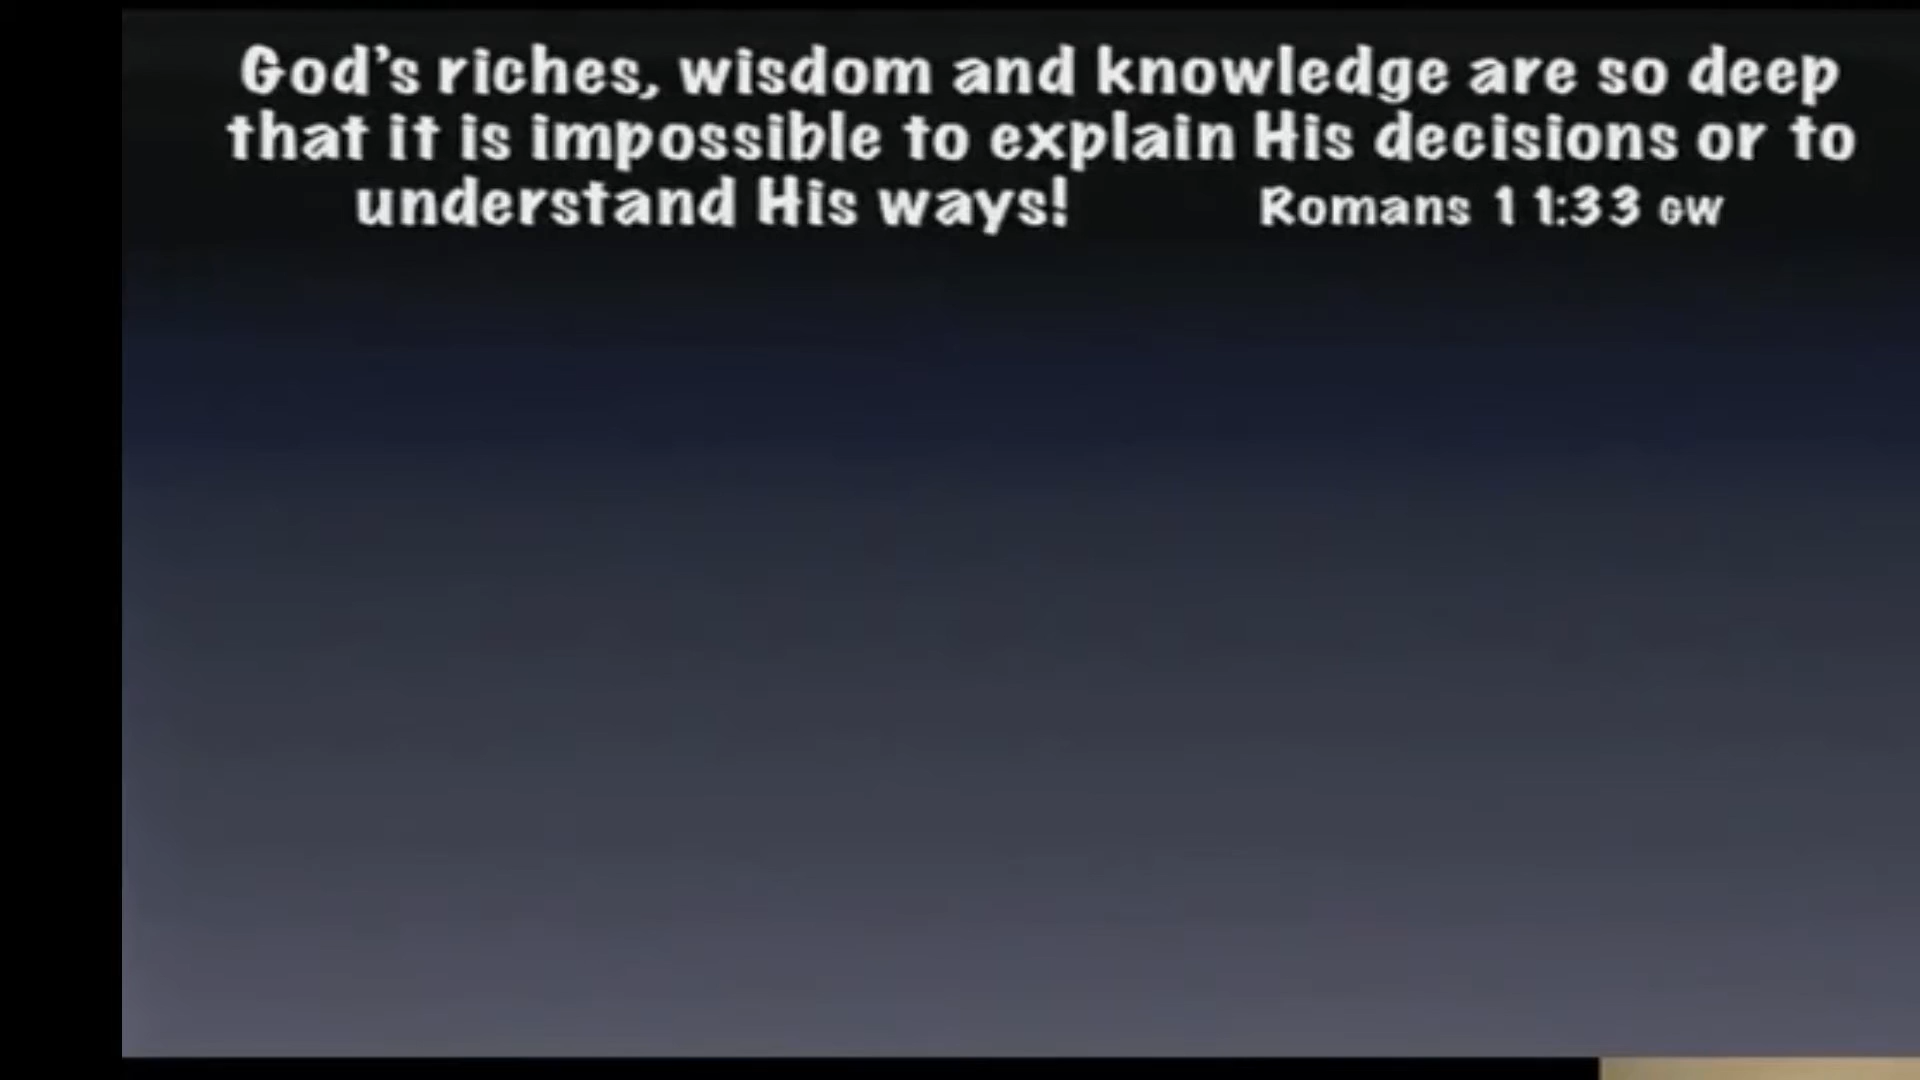 God's riches, wisdom and knowledge are so deep
that it is impossible to explain His decisions or to
understand His ways! Romans 11:33 GW